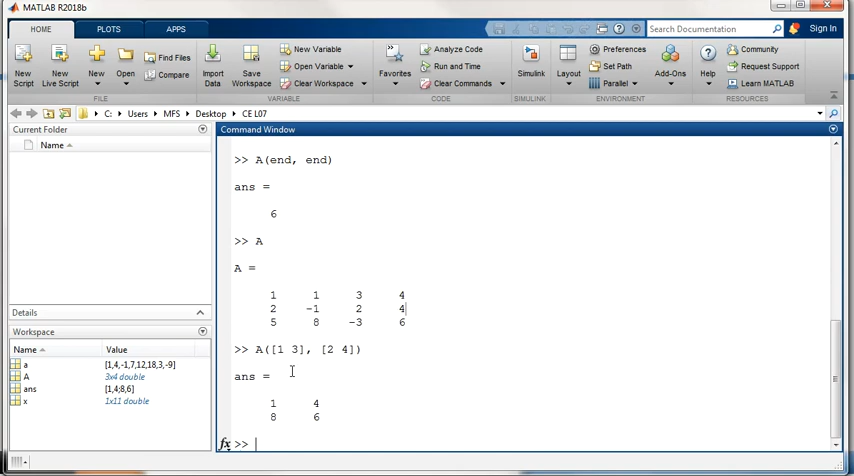 MATLAB R2018b
HOME PLOTS APPS
Search Documentation
Sign In
New Script
New Live Script
New
Open
Find Files
Compare
Import Data
Save Workspace
New Variable
Open Variable
Clear Workspace
Favorites
Analyze Code
Run and Time
Clear Commands
Simulink
Layout
Preferences
Set Path
Parallel
Add-Ons
Help
Community
Request Support
Learn MATLAB
FILE VARIABLE CODE SIMULINK ENVIRONMENT RESOURCES
C: Users MFS Desktop CE L07
Current Folder
Name
Details
Workspace
Name Value
a [1,4,-1,7,12,18,3,-9]
A 3x4 double
ans [1,4;8,6]
x 1x11 double
Command Window
>> A(end, end)
ans =
6
>> A
A =
1 1 3 4
2 -1 2 4
5 8 -3 6
>> A([1 3], [2 4])
ans =
1 4
8 6
fx >>